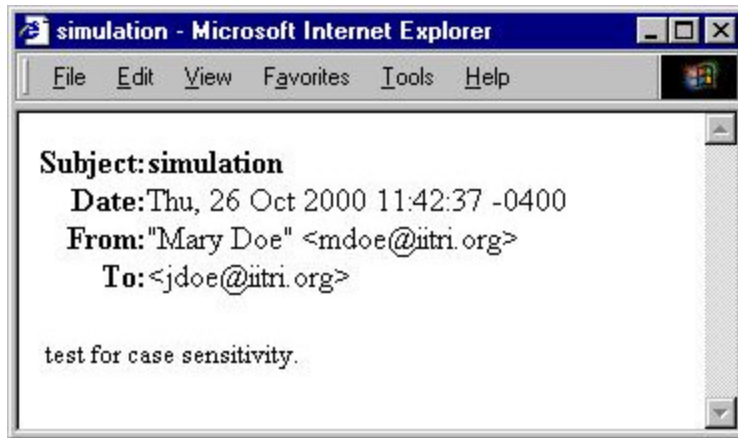 simulation - Microsoft Internet Explorer
File Edit View Favorites Tools Help
Subject: simulation
Date: Thu, 26 Oct 2000 11:42:37 -0400
From: "Mary Doe" <mdoe@iitri.org>
To: <jdoe@iitri.org>
test for case sensitivity.